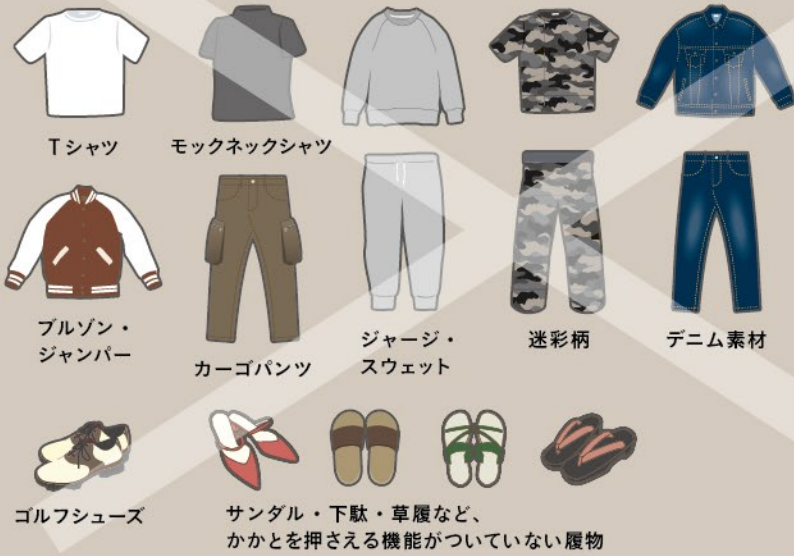 Tシャツ
モックネックシャツ
ブルゾン・
ジャンパー
カーゴパンツ
ジャージ・
スウェット
迷彩柄
デニム素材
ゴルフシューズ
サンダル・下駄・草履など、
かかとを押さえる機能がついていない履物